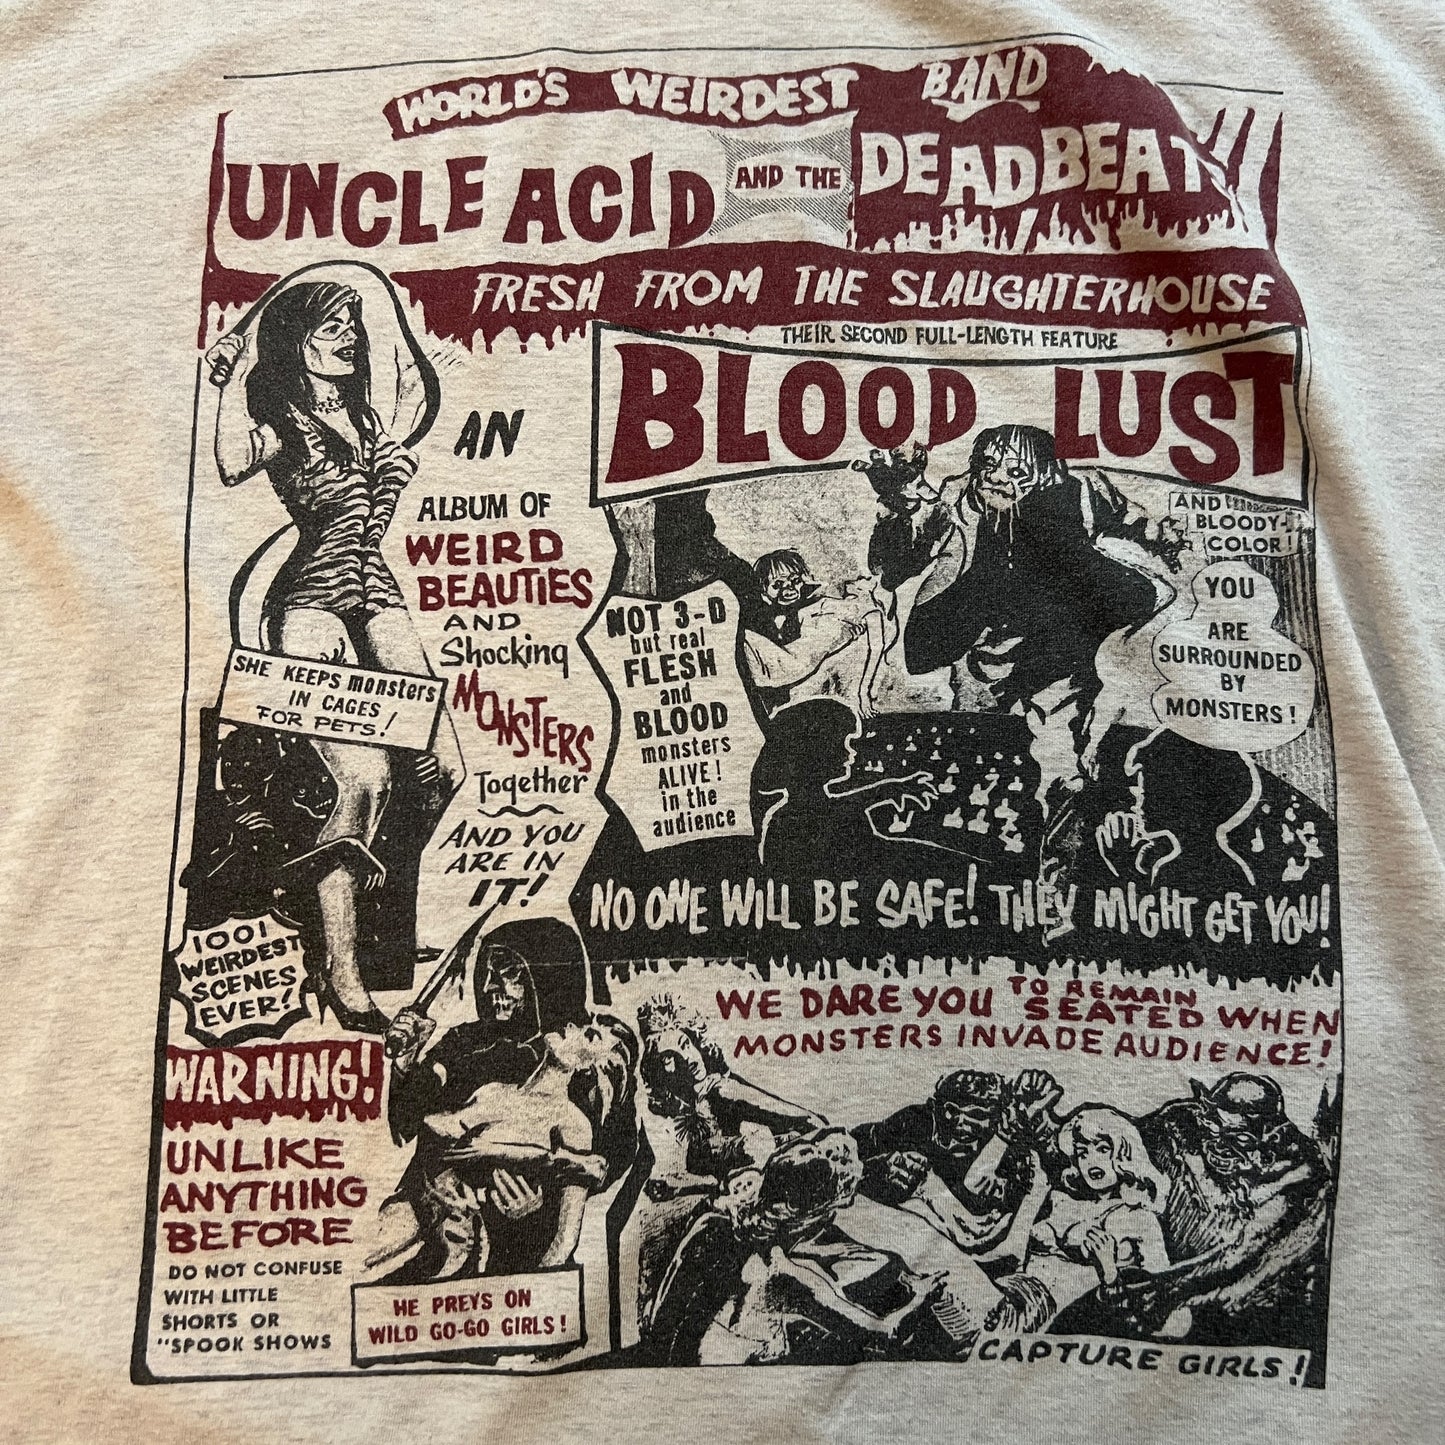 WORLD'S WEIRDEST BAND
UNCLE ACID AND THE DEADBEATS!!
FRESH FROM THE SLAUGHTERHOUSE
THEIR SECOND FULL-LENGTH FEATURE
BLOOD LUST
AND
BLOODY-
COLOR!
AN
ALBUM OF
WEIRD
BEAUTIES
AND
Shocking
MONSTERS
Together
AND YOU
ARE IN
IT!
SHE KEEPS monsters
IN CAGES!
FOR PETS!
NOT 3-D
but real
FLESH
and
BLOOD
monsters
ALIVE!
in the
audience
YOU
ARE
SURROUNDED
BY
MONSTERS!
NO ONE WILL BE SAFE! THEY MIGHT GET YOU!
1001
WEIRDEST
SCENES
EVER!
WE DARE YOU TO REMAIN SEATED WHEN
MONSTERS INVADE AUDIENCE!
WARNING!
UNLIKE
ANYTHING
BEFORE
DO NOT CONFUSE
WITH LITTLE
SHORTS OR
"SPOOK SHOWS
HE PREYS ON
WILD GO-GO GIRLS!
CAPTURE GIRLS!